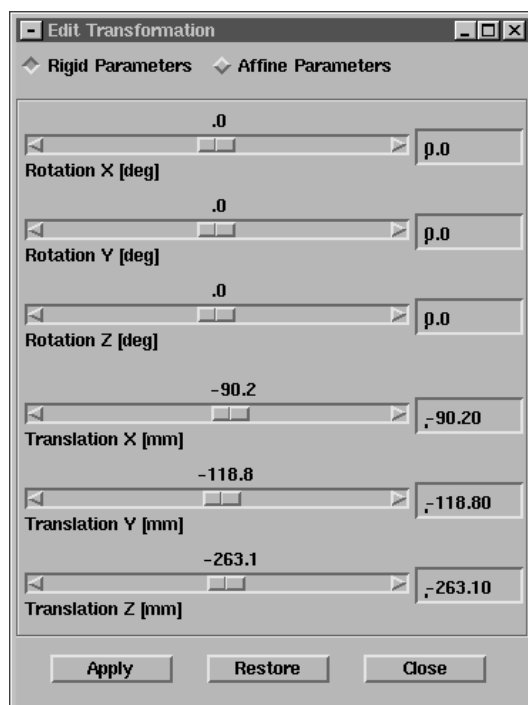 Edit Transformation
Rigid Parameters Affine Parameters
.0
0.0
Rotation X [deg]
.0
0.0
Rotation Y [deg]
.0
0.0
Rotation Z [deg]
-90.2
-90.20
Translation X [mm]
-118.8
-118.80
Translation Y [mm]
-263.1
-263.10
Translation Z [mm]
Apply Restore Close